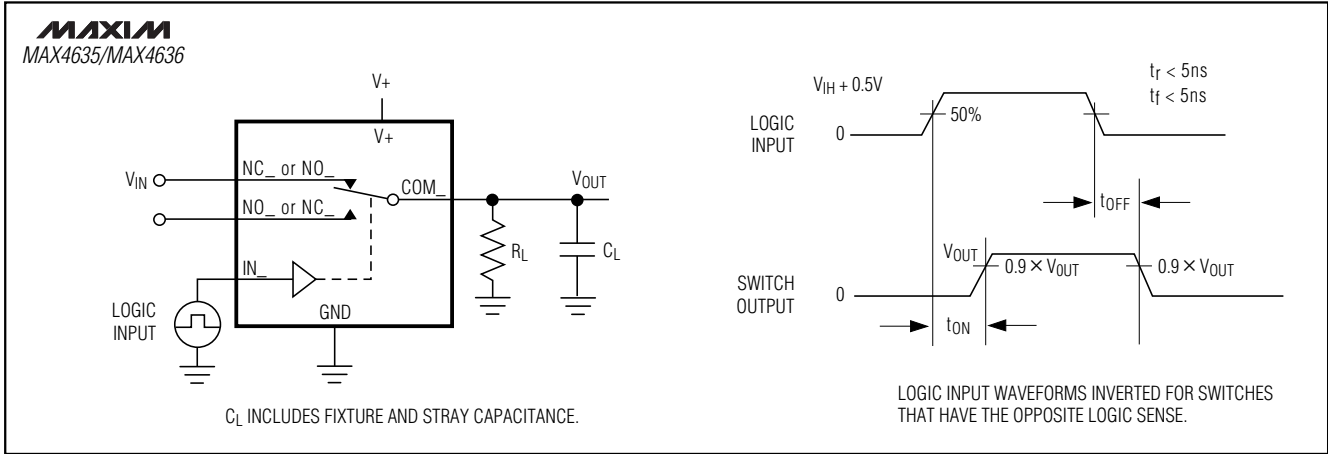 MAXIM
MAX4635/MAX4636
V+
V+
NC_ or NO_
VIN
COM_
VOUT
NO_ or NC_
RL
CL
IN_
LOGIC
INPUT
GND
CL INCLUDES FIXTURE AND STRAY CAPACITANCE.
tr < 5ns
tf < 5ns
VIH + 0.5V
50%
LOGIC
INPUT
0
tOFF
VOUT
0.9 × VOUT
0.9 × VOUT
SWITCH
OUTPUT
0
tON
LOGIC INPUT WAVEFORMS INVERTED FOR SWITCHES
THAT HAVE THE OPPOSITE LOGIC SENSE.